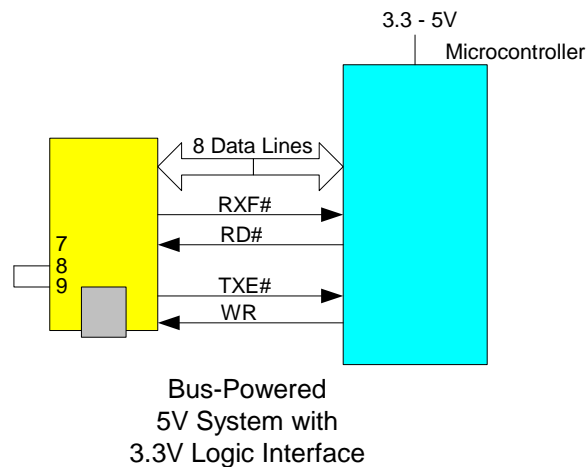 3.3 - 5V
Microcontroller
8 Data Lines
RXF#
RD#
TXE#
WR
7
8
9
Bus-Powered
5V System with
3.3V Logic Interface